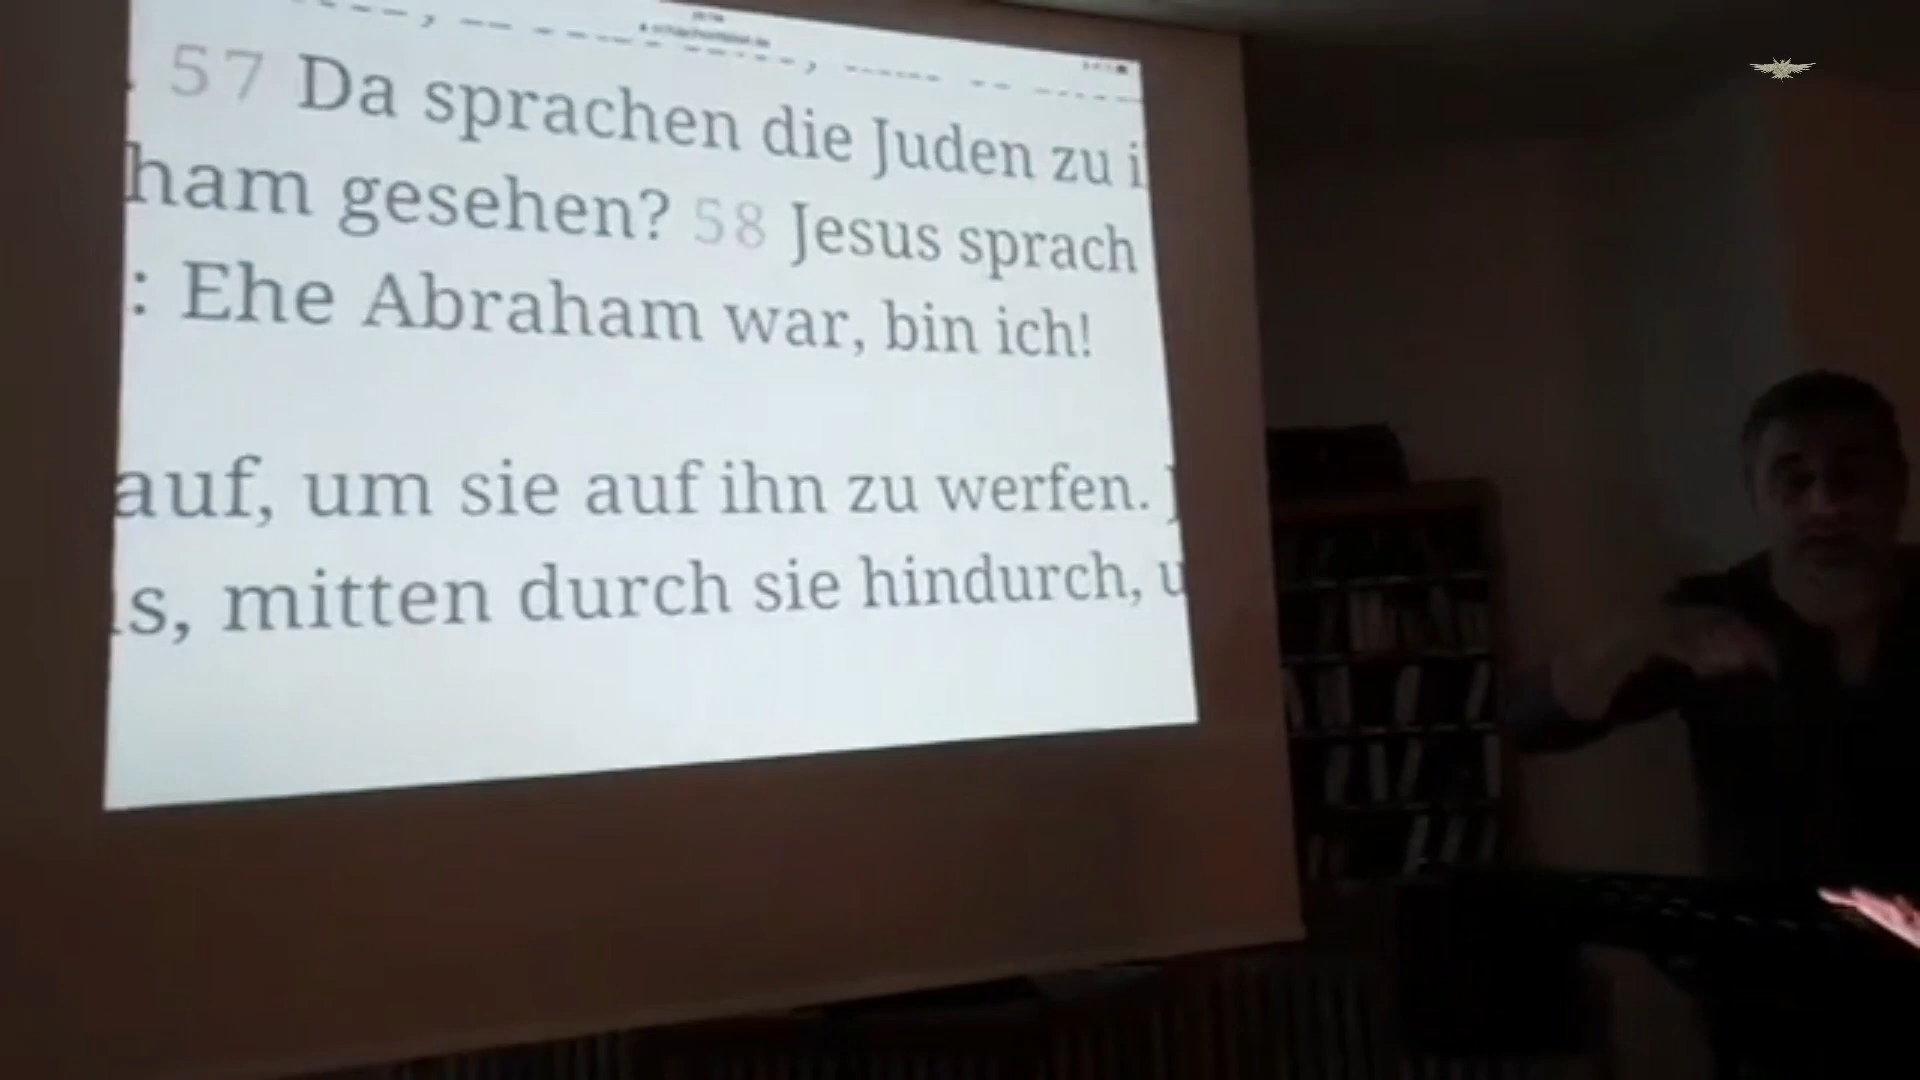 57 Da sprachen die Juden zu i
ham gesehen? 58 Jesus sprach
: Ehe Abraham war, bin ich!
auf, um sie auf ihn zu werfen. J
s, mitten durch sie hindurch, u